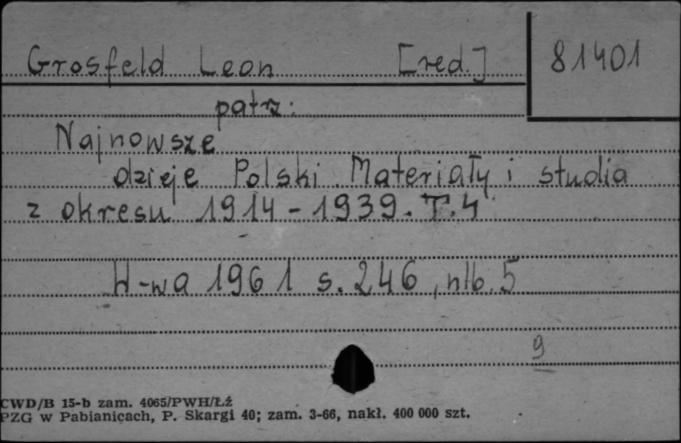 Grosfeld Leon [red.] 81401
patrz:
Najnowsze
dzieje Polski. Materiały i studia
z okresu 1914-1939. T.4
W-wa 1961 s. 246, nlb. 5
9
CWD/B 15-b zam. 4065/PWH/Łź
PZG w Pabianicach, P. Skargi 40; zam. 3-66, nakł. 400 000 szt.